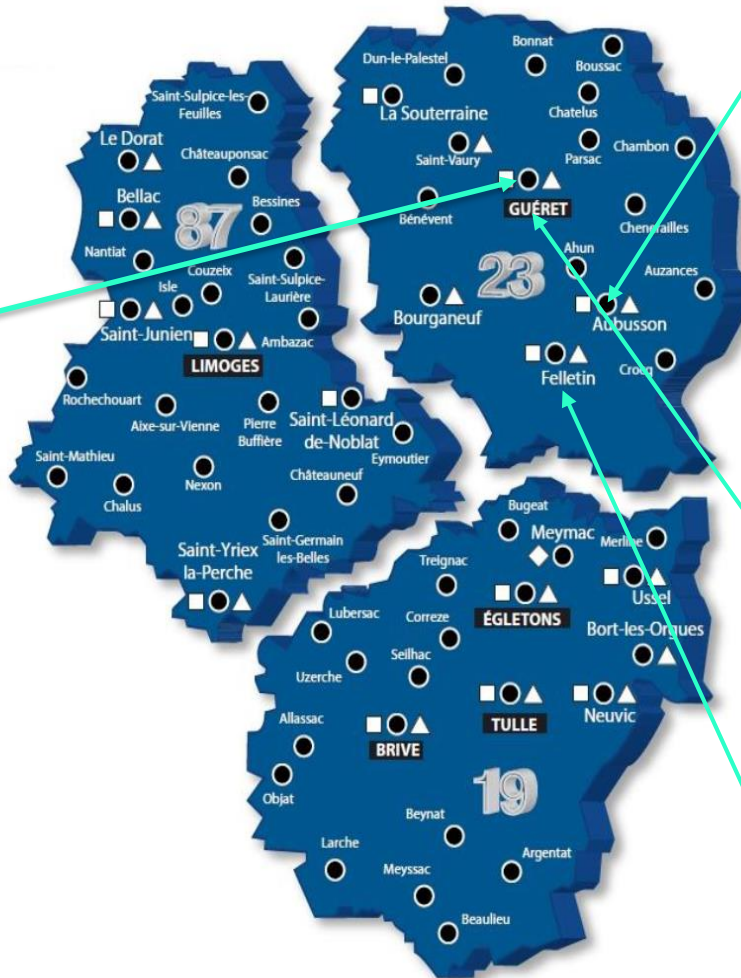 Saint-Sulpice-les-
Feuilles
Le Dorat
Châteauponsac
Bellac
87
Bessines
Nantiat
Couzeix
Isle
Saint-Sulpice-
Laurière
Saint-Junien
LIMOGES
Ambazac
Rochechouart
Aixe-sur-Vienne
Pierre
Buffière
Saint-Léonard
de-Noblat
Eymoutier
Saint-Mathieu
Chalus
Nexon
Châteauneuf
Saint-Germain
les-Belles
Saint-Yriex
la-Perche
Bonnat
Dun-le-Palestel
Boussac
La Souterraine
Chatelus
Saint-Vaury
Parsac
Chambon
GUÉRET
Bénévent
Chenerailles
23
Ahun
Auzances
Bourganeuf
Aubusson
Felletin
Crocq
Bugeat
Meymac
Merline
Treignac
Ussel
ÉGLETONS
Lubersac
Correze
Bort-les-Orgues
Seilhac
Uzerche
Allassac
BRIVE
TULLE
Neuvic
Objat
19
Beynat
Larche
Meyssac
Argentat
Beaulieu